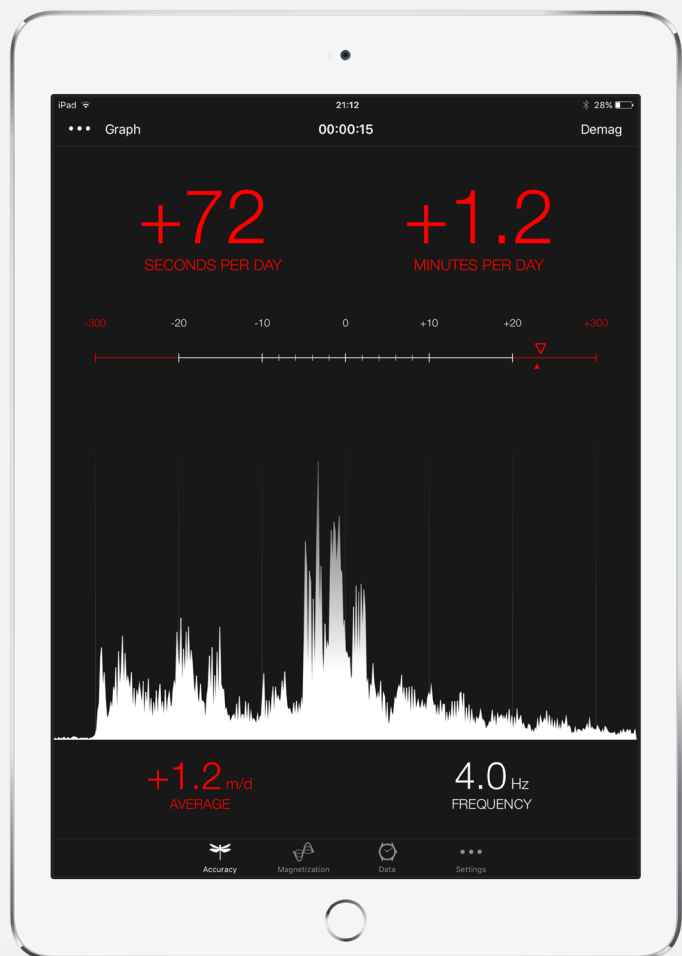 iPad 21:12 28%
••• Graph 00:00:15 Demag
+72 +1.2
SECONDS PER DAY MINUTES PER DAY
-300 -20 -10 0 +10 +20 +300
+1.2 m/d 4.0 Hz
AVERAGE FREQUENCY
Accuracy Magnetization Data Settings